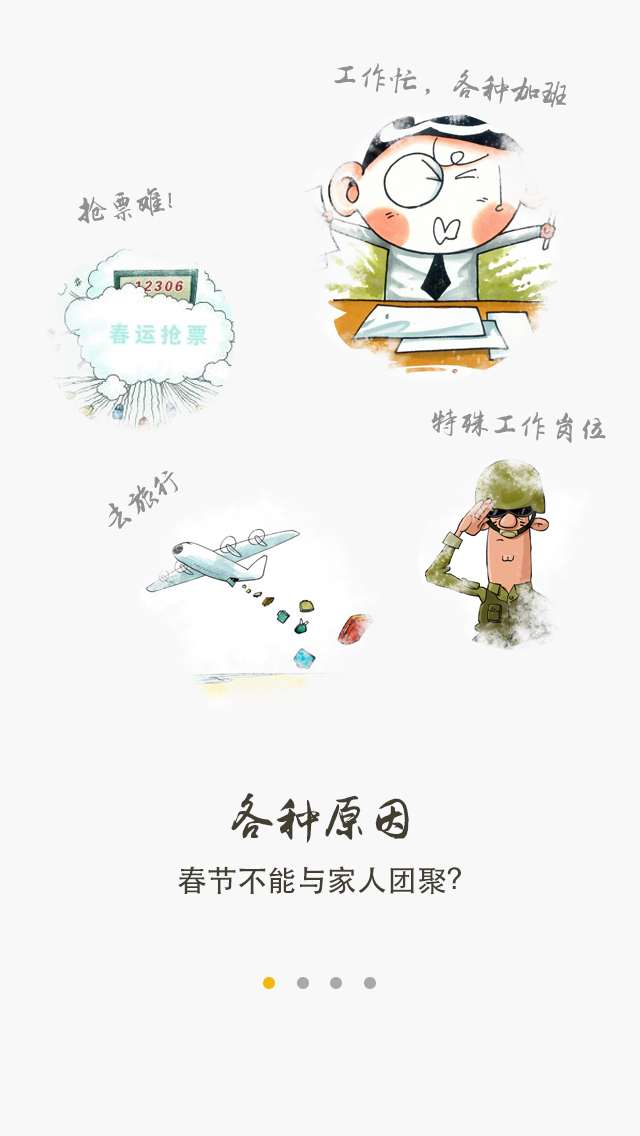 工作忙，各种加班
抢票难！
12306
春运抢票
特殊工作岗位
去旅行
各种原因
春节不能与家人团聚？